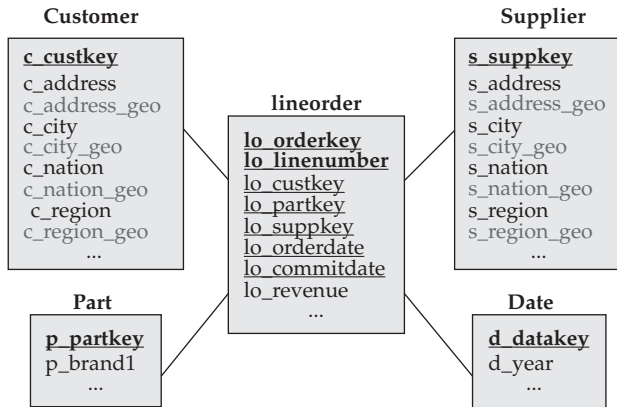 Customer
c_custkey
c_address
c_address_geo
c_city
c_city_geo
c_nation
c_nation_geo
c_region
c_region_geo
...
Supplier
s_suppkey
s_address
s_address_geo
s_city
s_city_geo
s_nation
s_nation_geo
s_region
s_region_geo
...
lineorder
lo_orderkey
lo_linenumber
lo_custkey
lo_partkey
lo_suppkey
lo_orderdate
lo_commitdate
lo_revenue
...
Part
p_partkey
p_brand1
...
Date
d_datakey
d_year
...